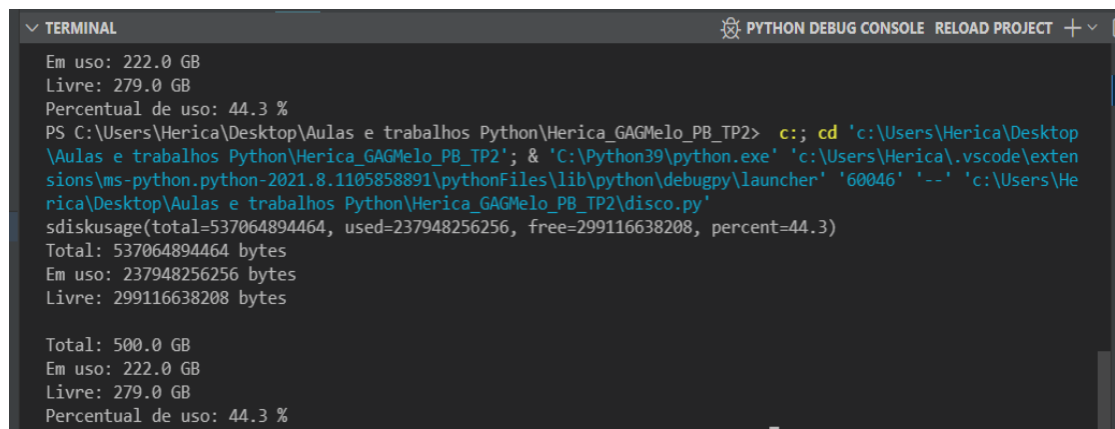 TERMINAL PYTHON DEBUG CONSOLE RELOAD PROJECT
Em uso: 222.0 GB
Livre: 279.0 GB
Percentual de uso: 44.3 %
PS C:\Users\Herica\Desktop\Aulas e trabalhos Python\Herica_GAGMelo_PB_TP2>  c:; cd 'c:\Users\Herica\Desktop
\Aulas e trabalhos Python\Herica_GAGMelo_PB_TP2'; & 'C:\Python39\python.exe' 'c:\Users\Herica\.vscode\exten
sions\ms-python.python-2021.8.1105858891\pythonFiles\lib\python\debugpy\launcher' '60046' '--' 'c:\Users\He
rica\Desktop\Aulas e trabalhos Python\Herica_GAGMelo_PB_TP2\disco.py'
sdiskusage(total=537064894464, used=237948256256, free=299116638208, percent=44.3)
Total: 537064894464 bytes
Em uso: 237948256256 bytes
Livre: 299116638208 bytes
Total: 500.0 GB
Em uso: 222.0 GB
Livre: 279.0 GB
Percentual de uso: 44.3 %